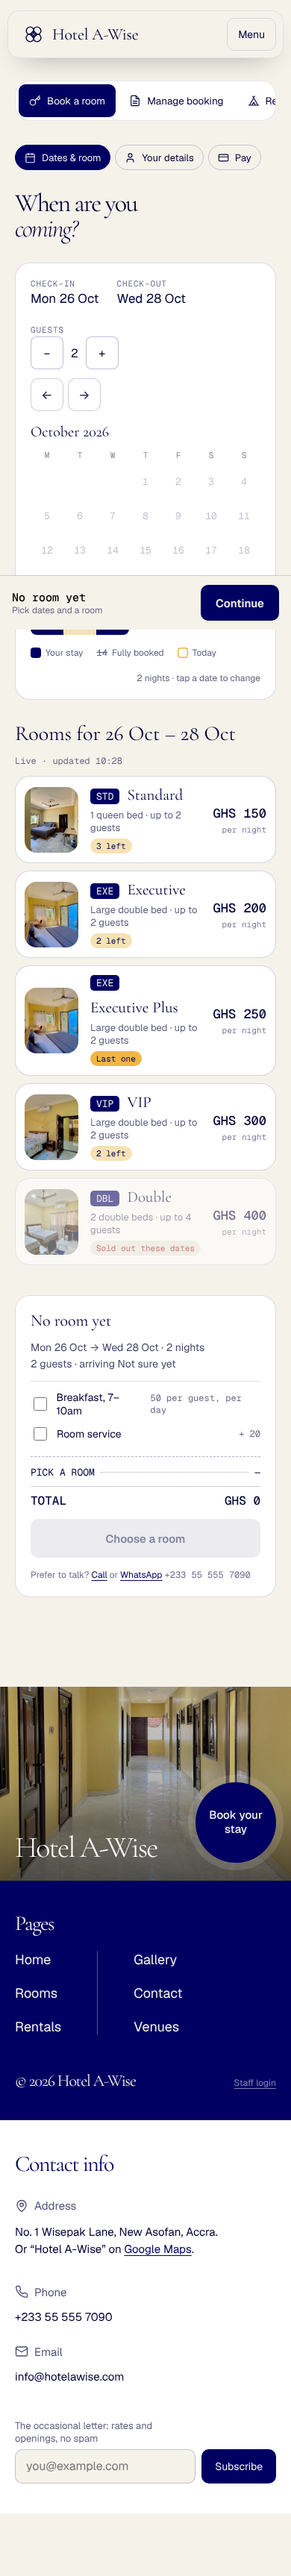 Hotel A-Wise
Menu
Book a room
Manage booking
Dates & room
Your details
Pay
When are you
coming?
CHECK-IN
CHECK-OUT
Mon 26 Oct
Wed 28 Oct
GUESTS
−
2
+
← →
October 2026
M T W T F S S
1 2 3 4
5 6 7 8 9 10 11
12 13 14 15 16 17 18
No room yet
Pick dates and a room
Continue
Your stay
14 Fully booked
Today
2 nights · tap a date to change
Rooms for 26 Oct – 28 Oct
Live · updated 10:28
STD Standard
1 queen bed · up to 2
guests
3 left
GHS 150
per night
EXE Executive
Large double bed · up to
2 guests
2 left
GHS 200
per night
EXE
Executive Plus
Large double bed · up to
2 guests
Last one
GHS 250
per night
VIP VIP
Large double bed · up to
2 guests
2 left
GHS 300
per night
DBL Double
2 double beds · up to 4
guests
Sold out these dates
GHS 400
per night
No room yet
Mon 26 Oct → Wed 28 Oct · 2 nights
2 guests · arriving Not sure yet
Breakfast, 7–
10am
50 per guest, per
day
Room service
+ 20
PICK A ROOM
–
TOTAL
GHS 0
Choose a room
Prefer to talk? Call or WhatsApp +233 55 555 7090
Hotel A-Wise
Book your
stay
Pages
Home
Gallery
Rooms
Contact
Rentals
Venues
© 2026 Hotel A-Wise
Staff login
Contact info
Address
No. 1 Wisepak Lane, New Asofan, Accra.
Or “Hotel A-Wise” on Google Maps.
Phone
+233 55 555 7090
Email
info@hotelawise.com
The occasional letter: rates and
openings, no spam
you@example.com
Subscribe